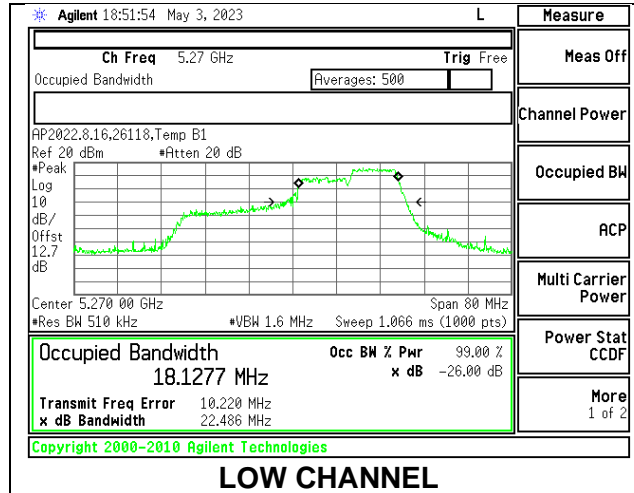 Agilent 18:51:54 May 3, 2023 L Measure
Ch Freq 5.27 GHz Trig Free
Meas Off
Occupied Bandwidth Averages: 500
Channel Power
AP2022.8.16,26118,Temp B1
Ref 20 dBm #Atten 20 dB
#Peak
Log
10
dB/
Offst
12.7
dB
Occupied BW
ACP
Center 5.270 00 GHz Span 80 MHz
#Res BW 510 kHz #VBW 1.6 MHz Sweep 1.066 ms (1000 pts)
Multi Carrier
Power
Occupied Bandwidth Occ BW % Pwr 99.00 %
18.1277 MHz x dB -26.00 dB
Power Stat
CCDF
Transmit Freq Error 10.220 MHz
x dB Bandwidth 22.486 MHz
More
1 of 2
Copyright 2000-2010 Agilent Technologies
LOW CHANNEL